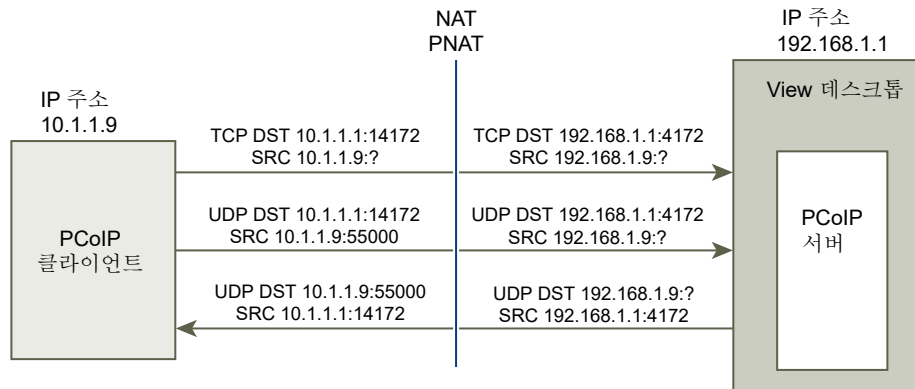 NAT
PNAT
IP 주소
192.168.1.1
View 데스크톱
IP 주소
10.1.1.9
TCP DST 10.1.1.1:14172
SRC 10.1.1.9:?
TCP DST 192.168.1.1:4172
SRC 192.168.1.9:?
UDP DST 10.1.1.1:14172
SRC 10.1.1.9:55000
UDP DST 192.168.1.1:4172
SRC 192.168.1.9:?
PCoIP
클라이언트
PCoIP
서버
UDP DST 10.1.1.9:55000
SRC 10.1.1.1:14172
UDP DST 192.168.1.9:?
SRC 192.168.1.1:4172